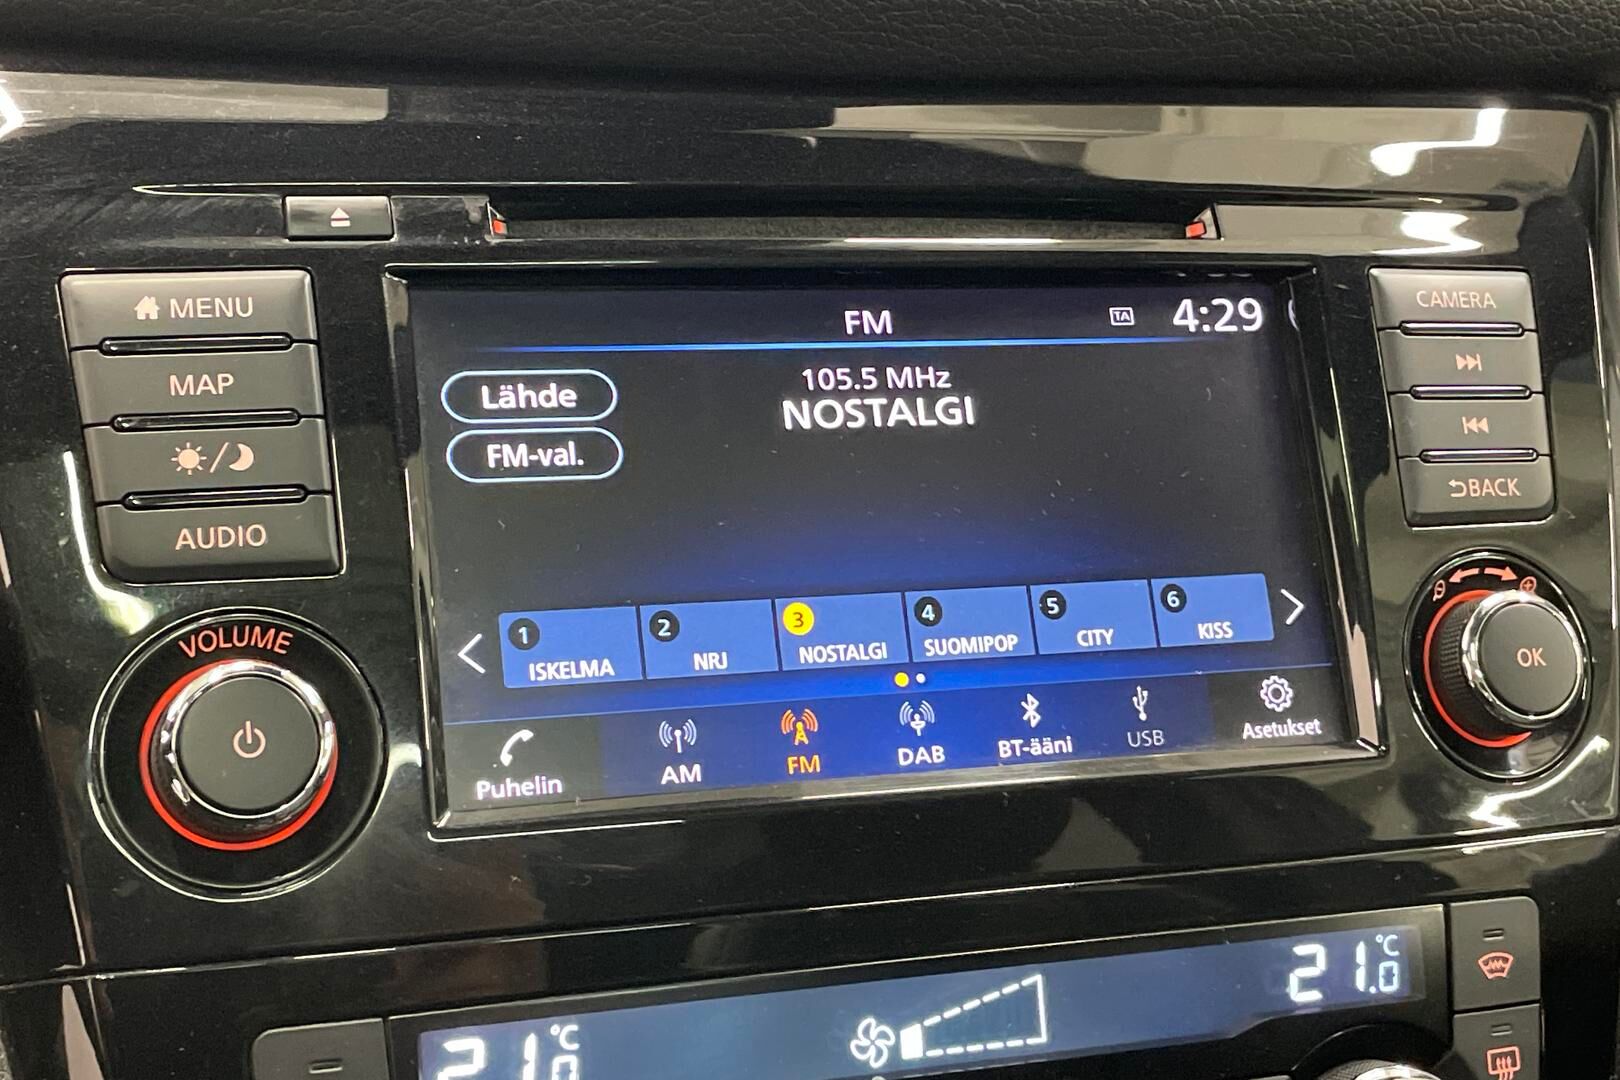 MENU
MAP
AUDIO
VOLUME
FM
TA
4:29
105.5 MHz
NOSTALGI
Lähde
FM-val.
1 ISKELMA
2 NRJ
3 NOSTALGI
4 SUOMIPOP
5 CITY
6 KISS
Puhelin
AM
FM
DAB
BT-ääni
USB
Asetukset
CAMERA
BACK
OK
21.0 °C
21.0 °C